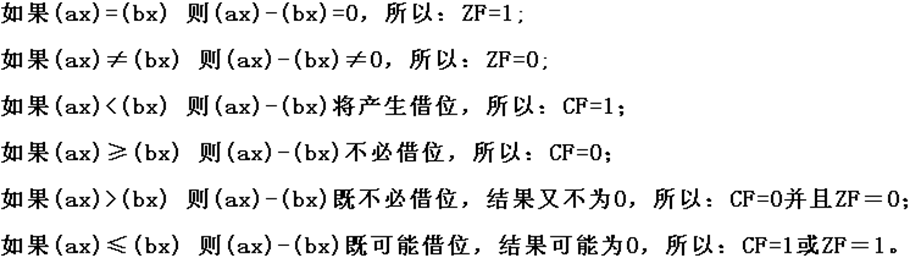 如果(ax)=(bx) 则(ax)-(bx)=0，所以：ZF=1;
如果(ax)≠(bx) 则(ax)-(bx)≠0，所以：ZF=0;
如果(ax)<(bx) 则(ax)-(bx)将产生借位，所以：CF=1；
如果(ax)≥(bx) 则(ax)-(bx)不必借位，所以：CF=0；
如果(ax)>(bx) 则(ax)-(bx)既不必借位，结果又不为0，所以：CF=0并且ZF＝0；
如果(ax)≤(bx) 则(ax)-(bx)既可能借位，结果可能为0，所以：CF=1或ZF＝1。